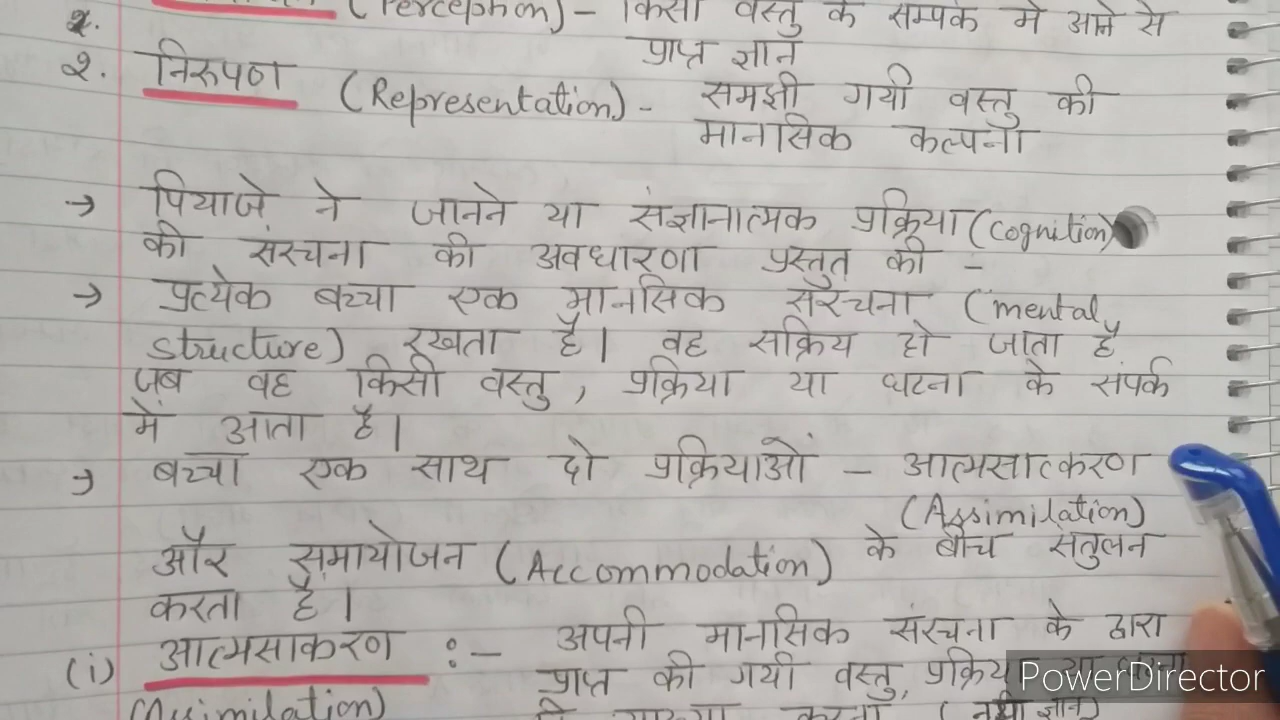 (Perception) – किसी वस्तु के सम्पर्क में आने से
प्राप्त ज्ञान
२. निरुपण (Representation) - समझी गयी वस्तु की
मानसिक कल्पना
→ पियाजे ने जानने या संज्ञानात्मक प्रक्रिया (Cognition)
की संरचना की अवधारणा प्रस्तुत की –
→ प्रत्येक बच्चा एक मानसिक संरचना (mental
structure) रखता है। वह सक्रिय हो जाता है
जब वह किसी वस्तु, प्रक्रिया या घटना के संपर्क
में आता है।
→ बच्चा एक साथ दो प्रक्रियाओं – आत्मसात्करण
(Assimilation)
और समायोजन (Accommodation) के बीच संतुलन
करता है।
(i) आत्मसाकरण :– अपनी मानसिक संरचना के द्वारा
प्राप्त की गयी वस्तु, प्रक्रिया या
(Assimilation)
PowerDirector